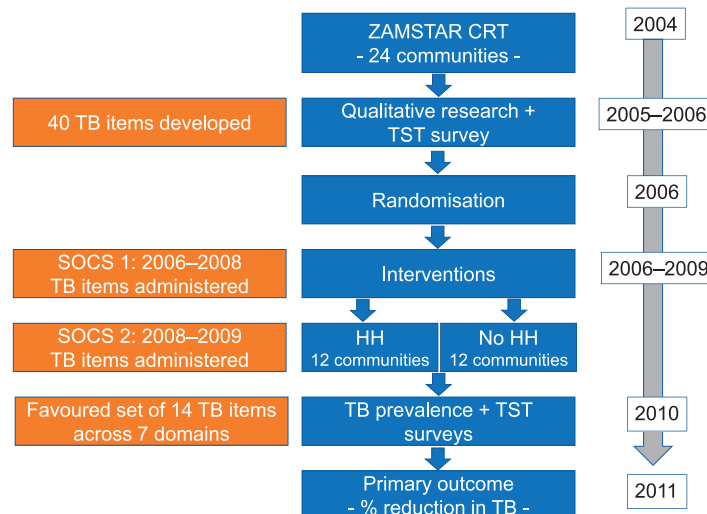 ZAMSTAR CRT
- 24 communities -
2004
40 TB items developed
Qualitative research +
TST survey
2005–2006
Randomisation
2006
SOCS 1: 2006–2008
TB items administered
Interventions
2006–2009
SOCS 2: 2008–2009
TB items administered
HH
12 communities
No HH
12 communities
Favoured set of 14 TB items
across 7 domains
TB prevalence + TST
surveys
2010
Primary outcome
- % reduction in TB -
2011